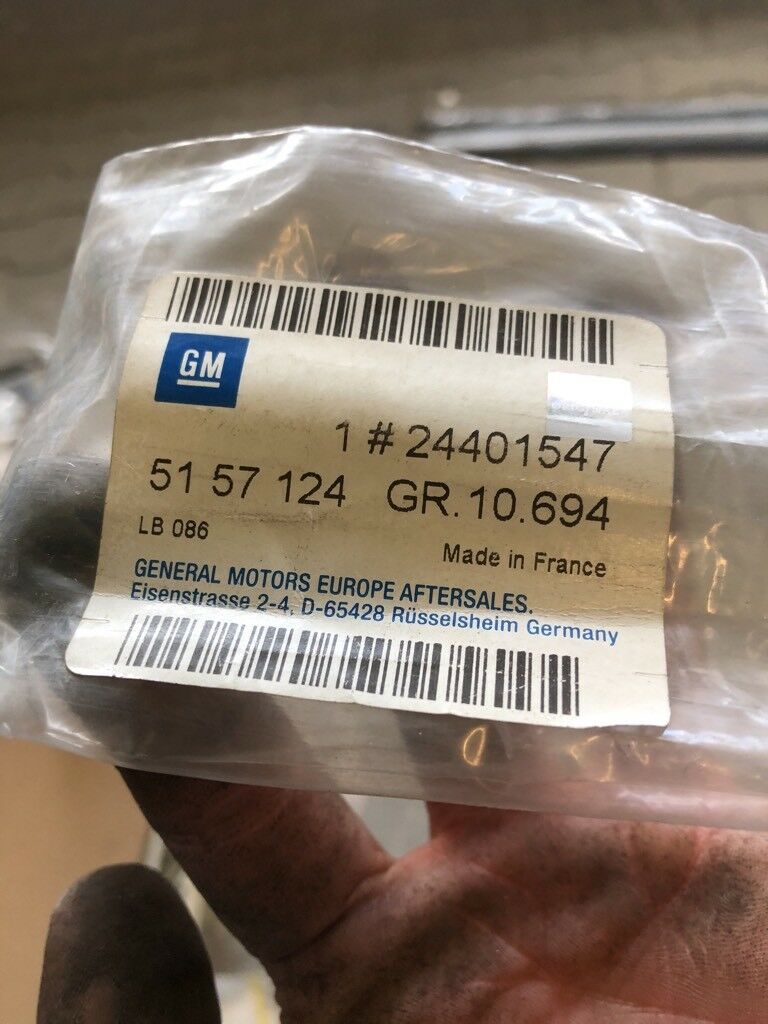 GM
1 # 24401547
51 57 124 GR.10.694
LB 086
Made in France
GENERAL MOTORS EUROPE AFTERSALES.
Eisenstrasse 2-4, D-65428 Rüsselsheim Germany